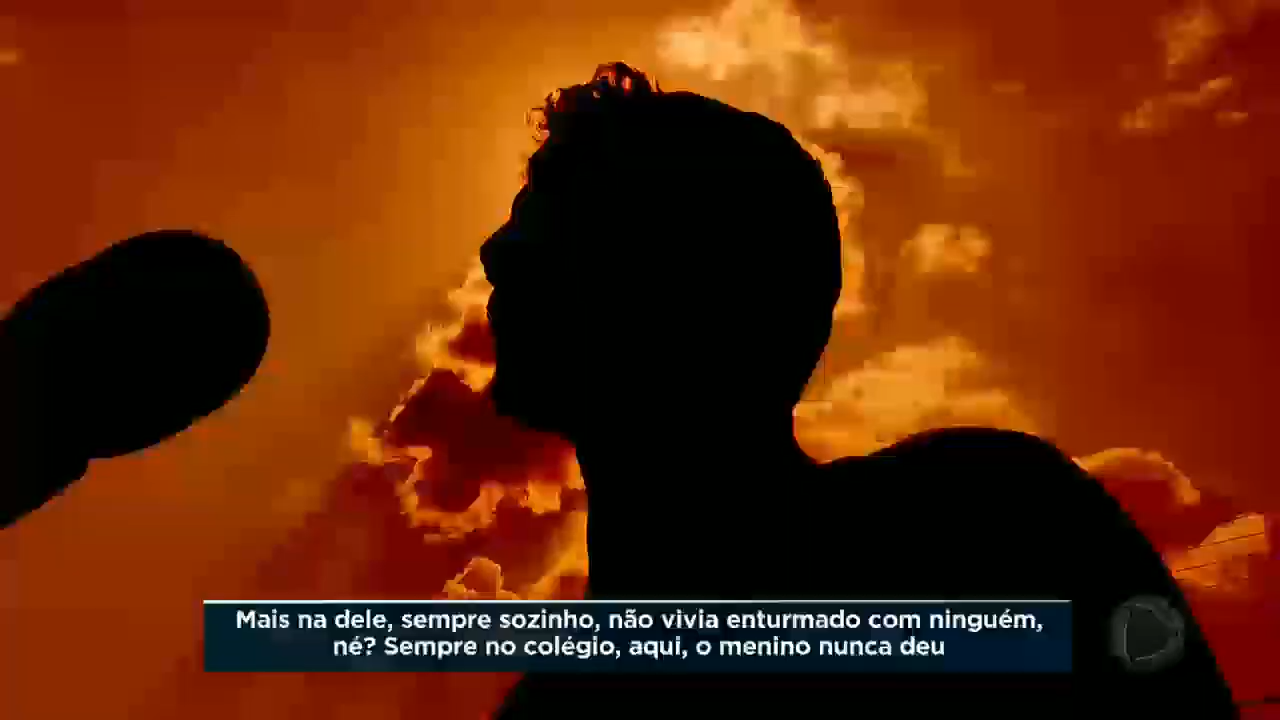 Mais na dele, sempre sozinho, não vivia enturmado com ninguém,
né? Sempre no colégio, aqui, o menino nunca deu